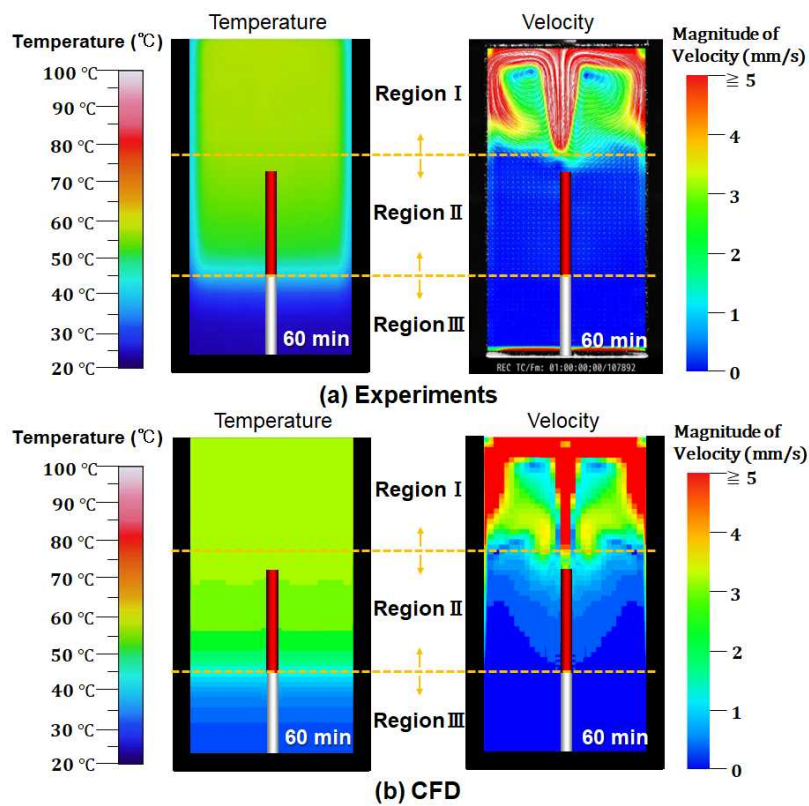 Temperature
Velocity
Temperature (℃)
100 ℃
90 ℃
80 ℃
70 ℃
60 ℃
50 ℃
40 ℃
30 ℃
20 ℃
Region Ⅰ
Region Ⅱ
Region Ⅲ
60 min
60 min
REC TC/Fm: 01:00:00;00/107892
Magnitude of
Velocity (mm/s)
≧ 5
4
3
2
1
0
(a) Experiments
Temperature
Velocity
Temperature (℃)
100 ℃
90 ℃
80 ℃
70 ℃
60 ℃
50 ℃
40 ℃
30 ℃
20 ℃
Region Ⅰ
Region Ⅱ
Region Ⅲ
60 min
60 min
Magnitude of
Velocity (mm/s)
≧ 5
4
3
2
1
0
(b) CFD